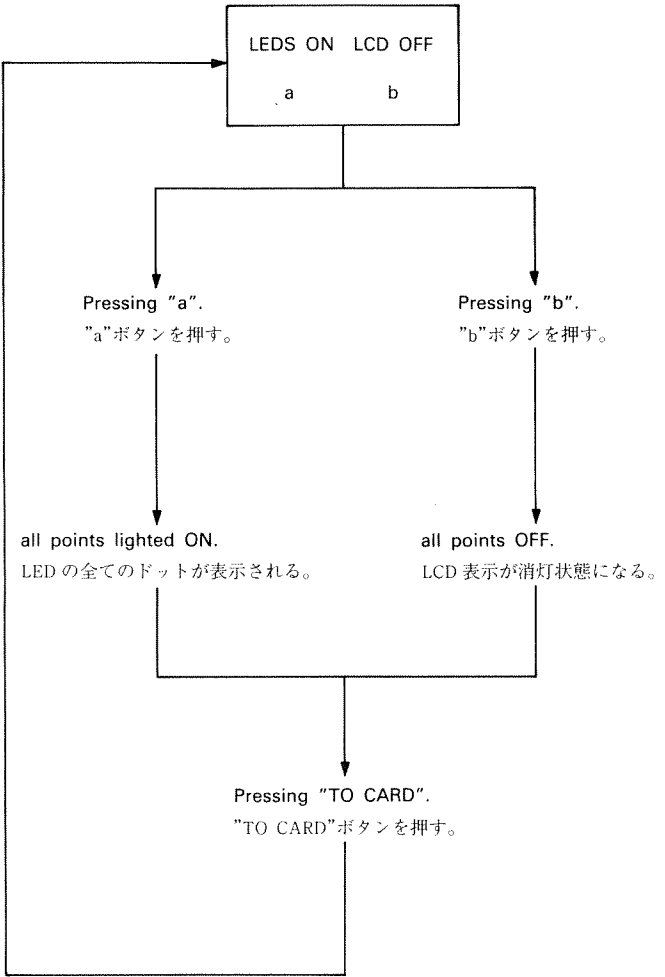 LEDS ON LCD OFF
a b
Pressing "a".
"a"ボタンを押す。
Pressing "b".
"b"ボタンを押す。
all points lighted ON.
LEDの全てのドットが表示される。
all points OFF.
LCD 表示が消灯状態になる。
Pressing "TO CARD".
"TO CARD"ボタンを押す。